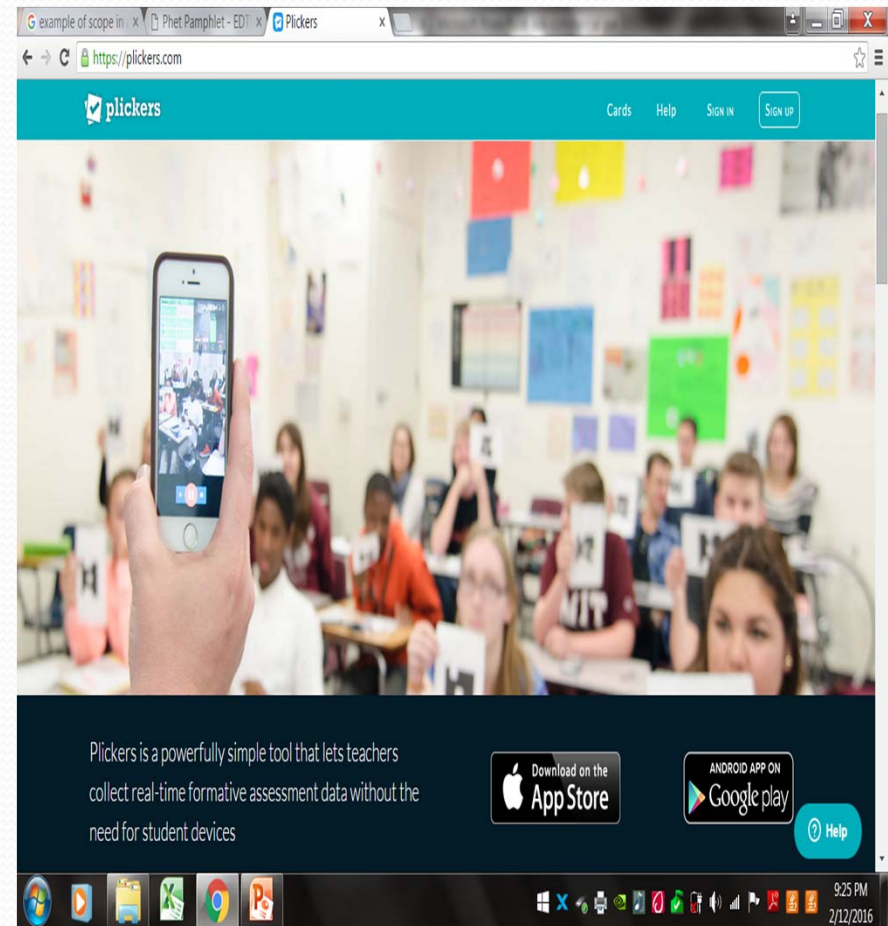 example of scope in
Phet Pamphlet - EDT
Plickers
https://plickers.com
plickers
Cards Help SIGN IN SIGN UP
Plickers is a powerfully simple tool that lets teachers
collect real-time formative assessment data without the
need for student devices
Download on the
App Store
ANDROID APP ON
Google play
Help
9:25 PM
2/12/2016